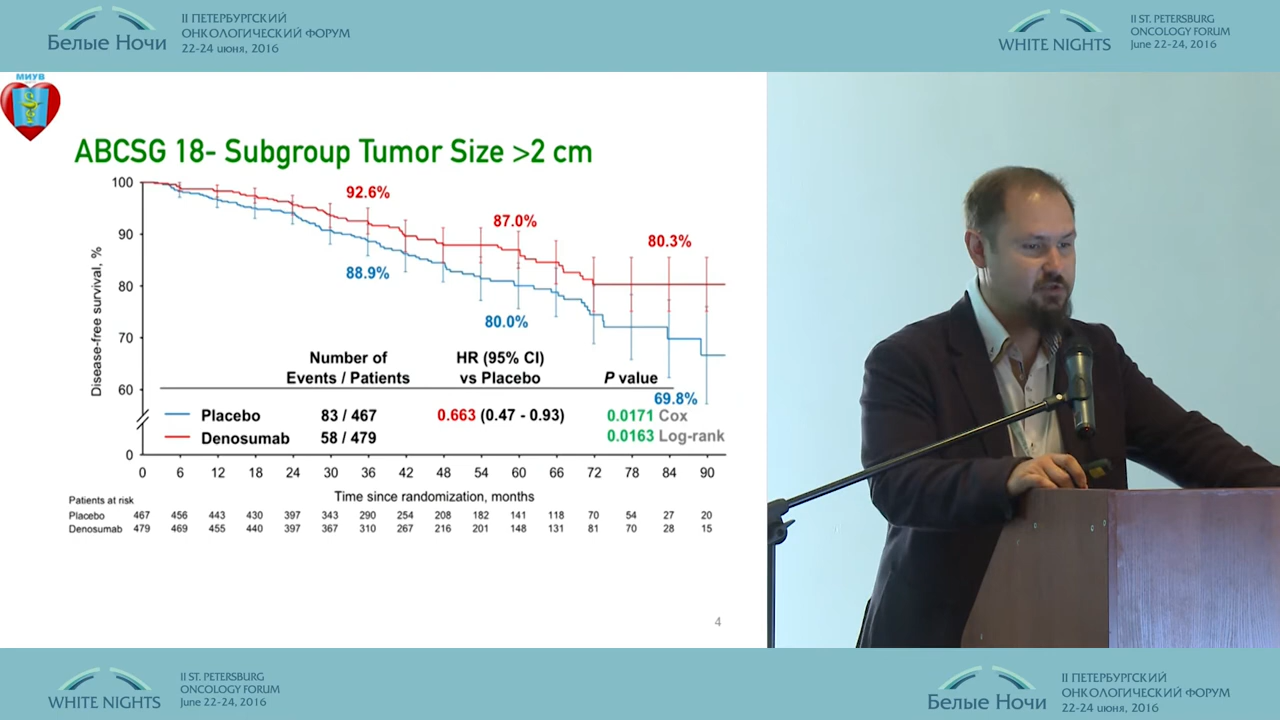 II ПЕТЕРБУРГСКИЙ
ОНКОЛОГИЧЕСКИЙ ФОРУМ
Белые Ночи
22-24 июня, 2016
II ST. PETERSBURG
ONCOLOGY FORUM
WHITE NIGHTS
June 22-24, 2016
МИУВ
ABCSG 18- Subgroup Tumor Size >2 cm
Disease-free survival, %
100
90
80
70
60
0
92.6%
87.0%
80.3%
88.9%
80.0%
69.8%
Number of Events / Patients
HR (95% CI) vs Placebo
P value
Placebo 83 / 467 0.663 (0.47 - 0.93) 0.0171 Cox
Denosumab 58 / 479 0.0163 Log-rank
0 6 12 18 24 30 36 42 48 54 60 66 72 78 84 90
Time since randomization, months
Patients at risk
Placebo 467 456 443 430 397 343 290 254 208 182 141 118 70 54 27 20
Denosumab 479 469 455 440 397 367 310 267 216 201 148 131 81 70 28 15
4
II ST. PETERSBURG
ONCOLOGY FORUM
WHITE NIGHTS
June 22-24, 2016
II ПЕТЕРБУРГСКИЙ
ОНКОЛОГИЧЕСКИЙ ФОРУМ
Белые Ночи
22-24 июня, 2016